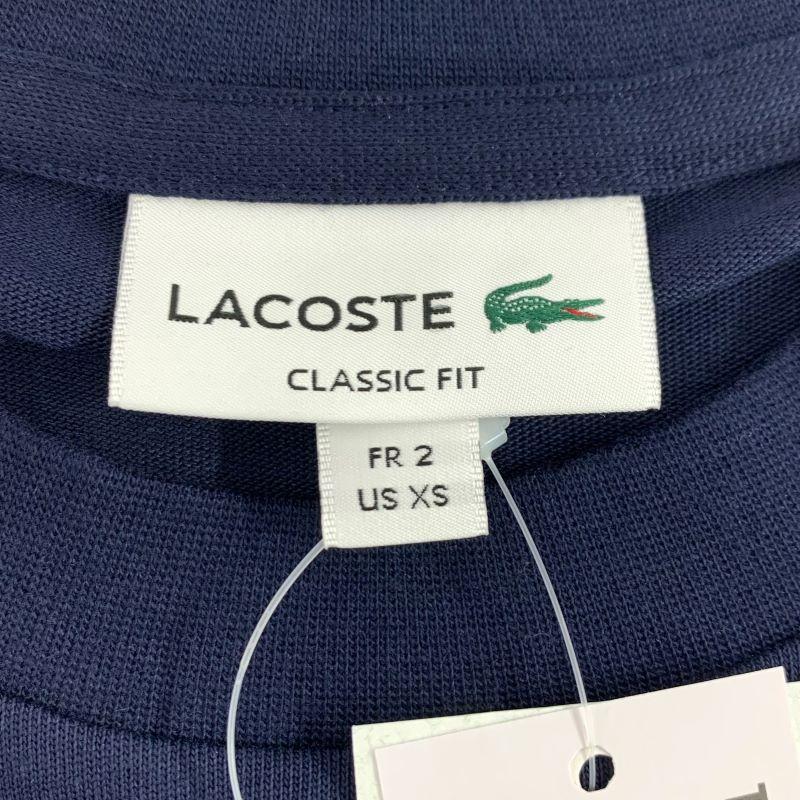 LACOSTE
CLASSIC FIT
FR 2
US XS